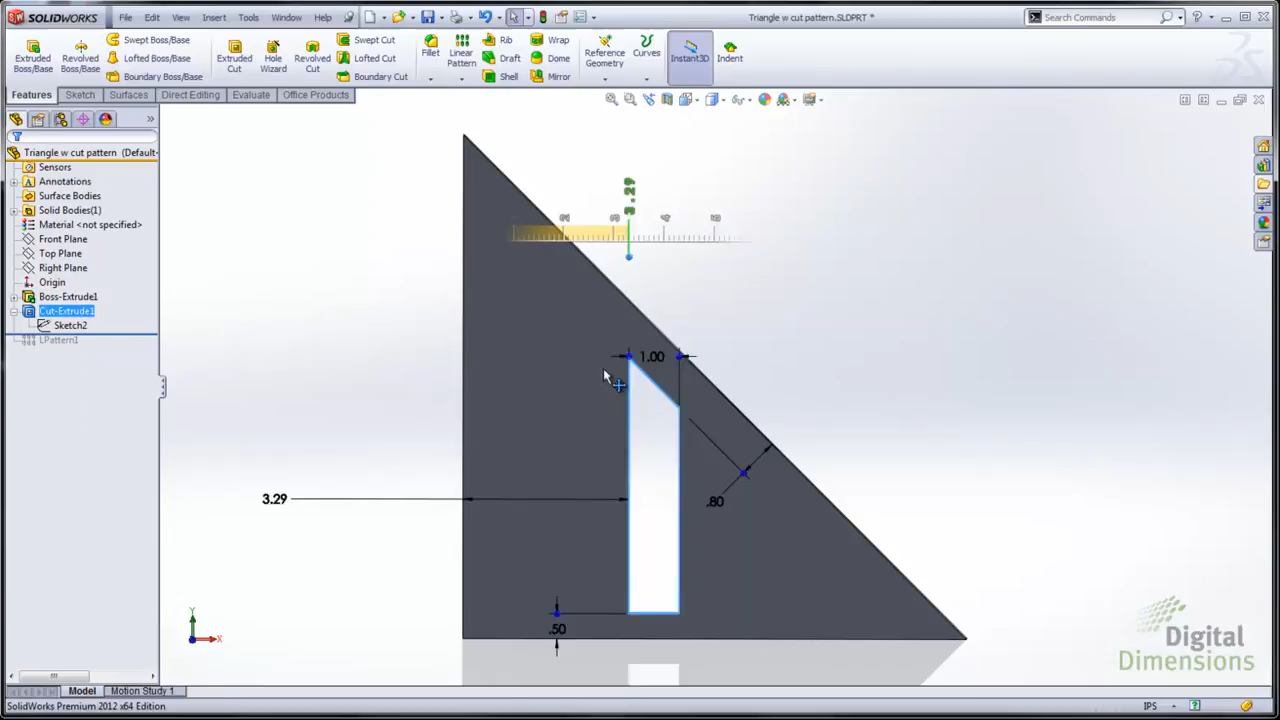 SOLIDWORKS
File Edit View Insert Tools Window Help
Triangle w cut pattern.SLDPRT *
Search Commands
Extruded Boss/Base
Revolved Boss/Base
Swept Boss/Base
Lofted Boss/Base
Boundary Boss/Base
Extruded Cut
Hole Wizard
Revolved Cut
Swept Cut
Lofted Cut
Boundary Cut
Fillet
Linear Pattern
Rib
Draft
Shell
Wrap
Dome
Mirror
Reference Geometry
Curves
Instant3D
Indent
Features Sketch Surfaces Direct Editing Evaluate Office Products
Triangle w cut pattern (Default-
Sensors
Annotations
Surface Bodies
Solid Bodies(1)
Material <not specified>
Front Plane
Top Plane
Right Plane
Origin
Boss-Extrude1
Cut-Extrude1
Sketch2
LPattern1
3.29
1.00
3.29
.80
.50
Y
X
Digital
Dimensions
Model Motion Study 1
SolidWorks Premium 2012 x64 Edition
IPS